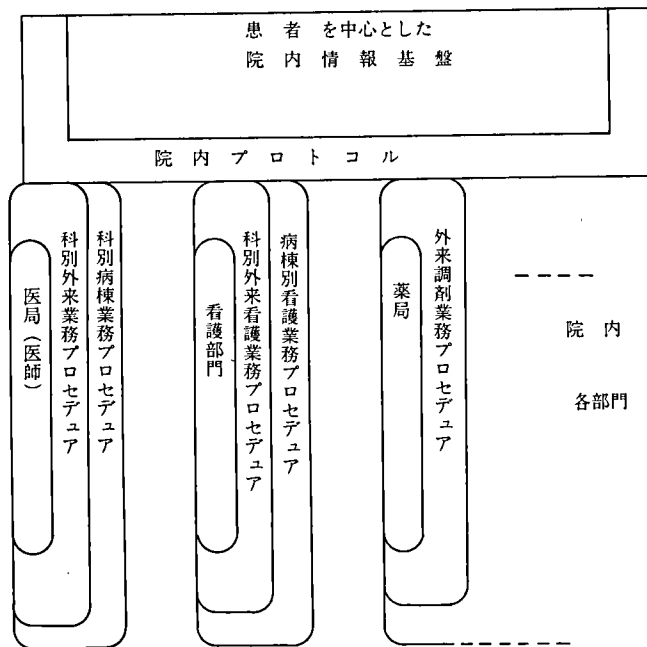 患者を中心とした
院内情報基盤
院内プロトコル
医局(医師)
科別外来業務プロセデュア
科別病棟業務プロセデュア
看護部門
科別外来看護業務プロセデュア
病棟別看護業務プロセデュア
薬局
外来調剤業務プロセデュア
院内
各部門